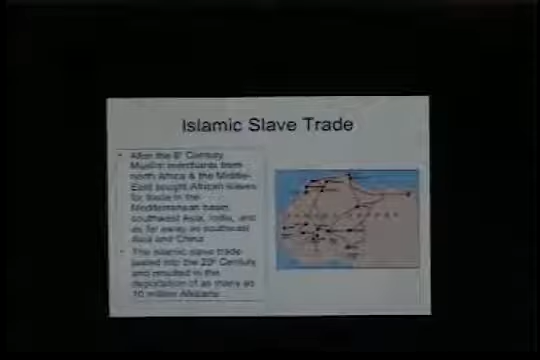 Islamic Slave Trade
• After the 8th Century
Muslim merchants from
north Africa & the Middle-
East bought African slaves
for trade in the
Mediterranean basin,
southwest Asia, India, and
as far away as southeast
Asia and China
• The Islamic slave trade
lasted into the 20th Century
and resulted in the
deportation of as many as
10 million Africans